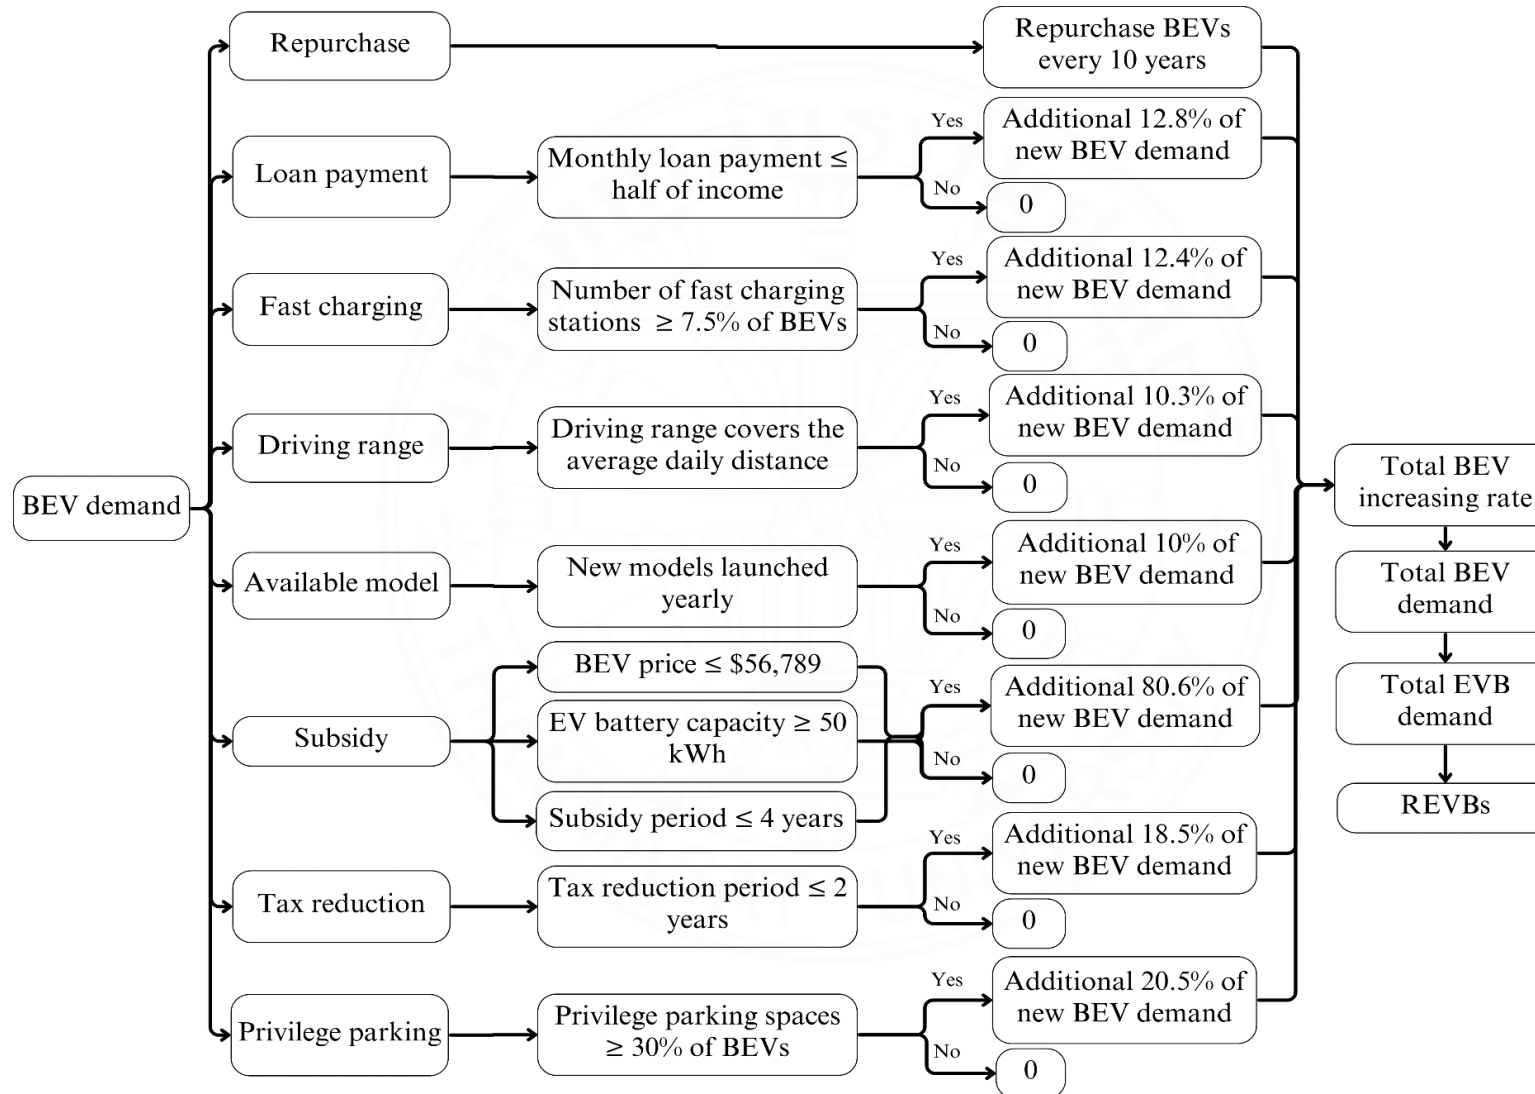 Repurchase
Repurchase BEVs
every 10 years
Loan payment
Monthly loan payment ≤
half of income
Yes
Additional 12.8% of
new BEV demand
No
0
Fast charging
Number of fast charging
stations ≥ 7.5% of BEVs
Yes
Additional 12.4% of
new BEV demand
No
0
Driving range
Driving range covers the
average daily distance
Yes
Additional 10.3% of
new BEV demand
No
0
BEV demand
Total BEV
increasing rate
Available model
New models launched
yearly
Yes
Additional 10% of
new BEV demand
No
0
Total BEV
demand
Subsidy
BEV price ≤ $56,789
EV battery capacity ≥ 50
kWh
Subsidy period ≤ 4 years
Yes
Additional 80.6% of
new BEV demand
No
0
Total EVB
demand
REVBs
Tax reduction
Tax reduction period ≤ 2
years
Yes
Additional 18.5% of
new BEV demand
No
0
Privilege parking
Privilege parking spaces
≥ 30% of BEVs
Yes
Additional 20.5% of
new BEV demand
No
0